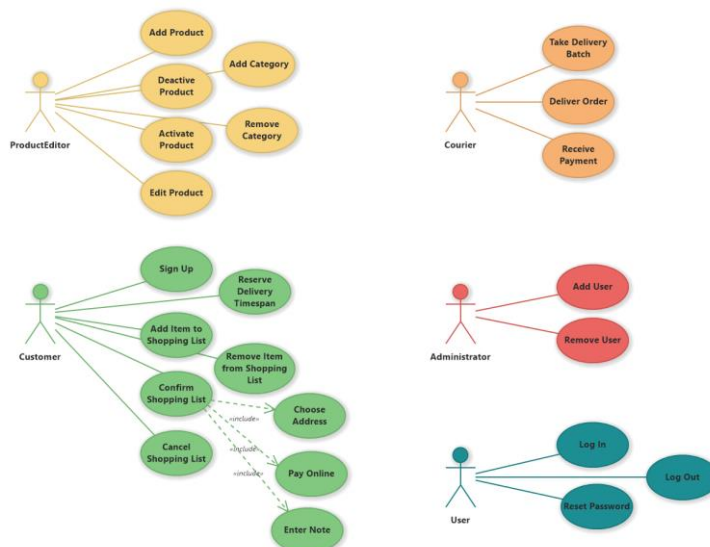 Add Product
Deactive
Product
Add Category
Activate
Product
Remove
Category
Edit Product
ProductEditor
Take Delivery
Batch
Deliver Order
Receive
Payment
Courier
Sign Up
Reserve
Delivery
Timespan
Add Item to
Shopping List
Remove Item
from Shopping
List
Confirm
Shopping List
Cancel
Shopping List
«include»
Choose
Address
«include»
Pay Online
«include»
Enter Note
Customer
Add User
Remove User
Administrator
Log In
Log Out
Reset Password
User